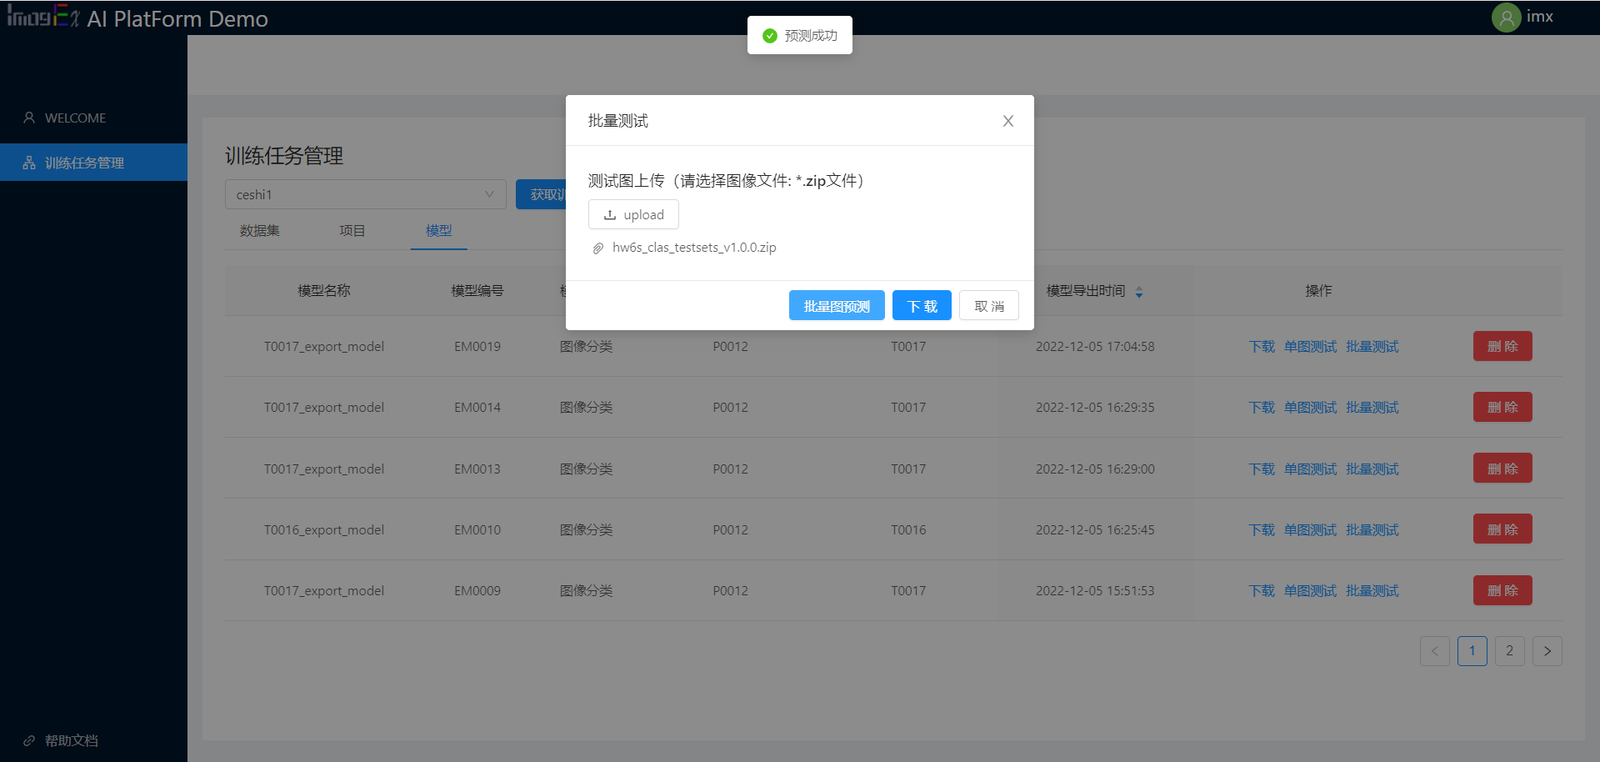 ImagEx AI PlatForm Demo
预测成功
imx
WELCOME
训练任务管理
帮助文档
训练任务管理
ceshi1
获取训
数据集 项目 模型
批量测试
测试图上传（请选择图像文件: *.zip文件）
upload
hw6s_clas_testsets_v1.0.0.zip
批量图预测 下 载 取 消
模型名称 模型编号 模型导出时间 操作
T0017_export_model EM0019 图像分类 P0012 T0017 2022-12-05 17:04:58 下载 单图测试 批量测试 删 除
T0017_export_model EM0014 图像分类 P0012 T0017 2022-12-05 16:29:35 下载 单图测试 批量测试 删 除
T0017_export_model EM0013 图像分类 P0012 T0017 2022-12-05 16:29:00 下载 单图测试 批量测试 删 除
T0016_export_model EM0010 图像分类 P0012 T0016 2022-12-05 16:25:45 下载 单图测试 批量测试 删 除
T0017_export_model EM0009 图像分类 P0012 T0017 2022-12-05 15:51:53 下载 单图测试 批量测试 删 除
< 1 2 >